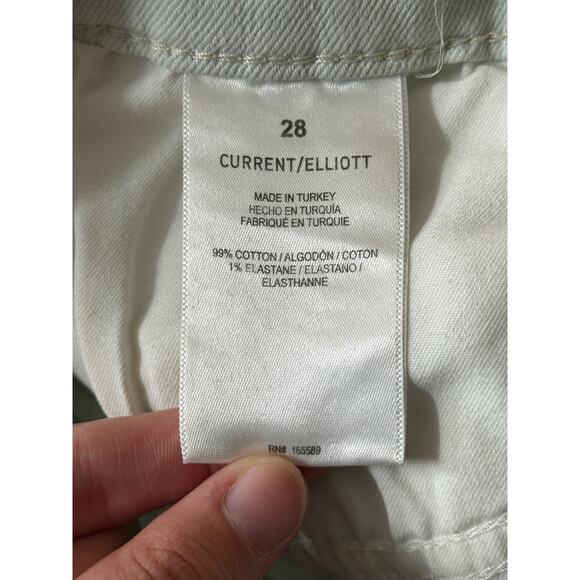 28
CURRENT/ELLIOTT
MADE IN TURKEY
HECHO EN TURQUÍA
FABRIQUÉ EN TURQUIE
99% COTTON / ALGODÓN / COTON
1% ELASTANE / ELASTANO /
ELASTHANNE
RN# 165589